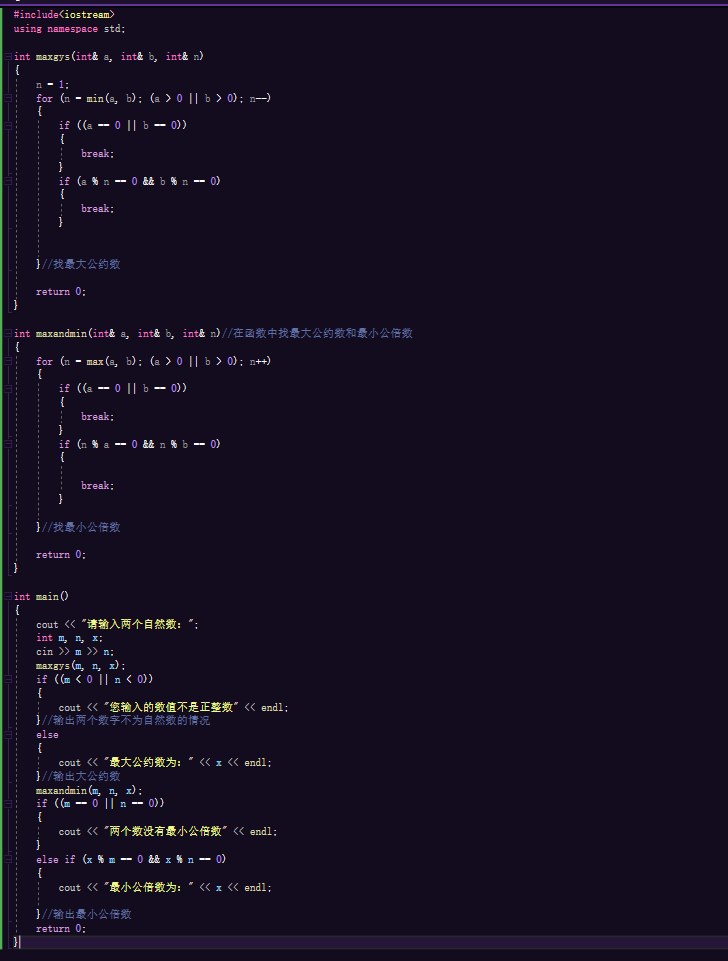 #include<iostream>
using namespace std;
int maxgys(int& a, int& b, int& n)
{
n = 1;
for (n = min(a, b); (a > 0 || b > 0); n--)
{
if ((a == 0 || b == 0))
{
break;
}
if (a % n == 0 && b % n == 0)
{
break;
}
}//找最大公约数
return 0;
}
int maxandmin(int& a, int& b, int& n)//在函数中找最大公约数和最小公倍数
{
for (n = max(a, b); (a > 0 || b > 0); n++)
{
if ((a == 0 || b == 0))
{
break;
}
if (n % a == 0 && n % b == 0)
{
break;
}
}//找最小公倍数
return 0;
}
int main()
{
cout << "请输入两个自然数：";
int m, n, x;
cin >> m >> n;
maxgys(m, n, x);
if ((m < 0 || n < 0))
{
cout << "您输入的数值不是正整数" << endl;
}//输出两个数字不为自然数的情况
else
{
cout << "最大公约数为：" << x << endl;
}//输出大公约数
maxandmin(m, n, x);
if ((m == 0 || n == 0))
{
cout << "两个数没有最小公倍数" << endl;
}
else if (x % m == 0 && x % n == 0)
{
cout << "最小公倍数为：" << x << endl;
}//输出最小公倍数
return 0;
}